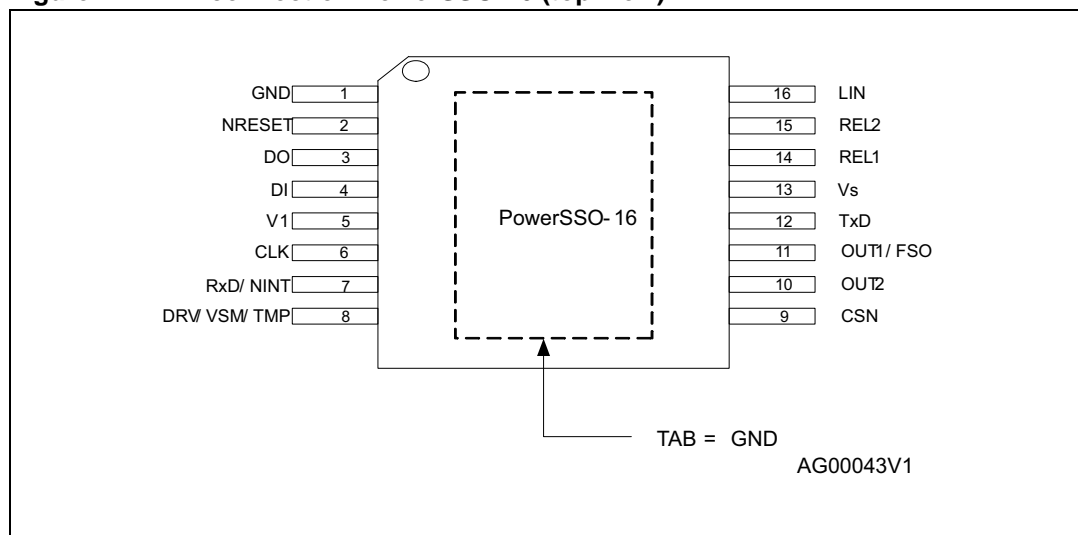 GND 1
NRESET 2
DO 3
DI 4
V1 5
CLK 6
RxD/ NINT 7
DRV/ VSM/ TMP 8
PowerSSO- 16
16 LIN
15 REL2
14 REL1
13 Vs
12 TxD
11 OUT1/ FSO
10 OUT2
9 CSN
TAB = GND
AG00043V1